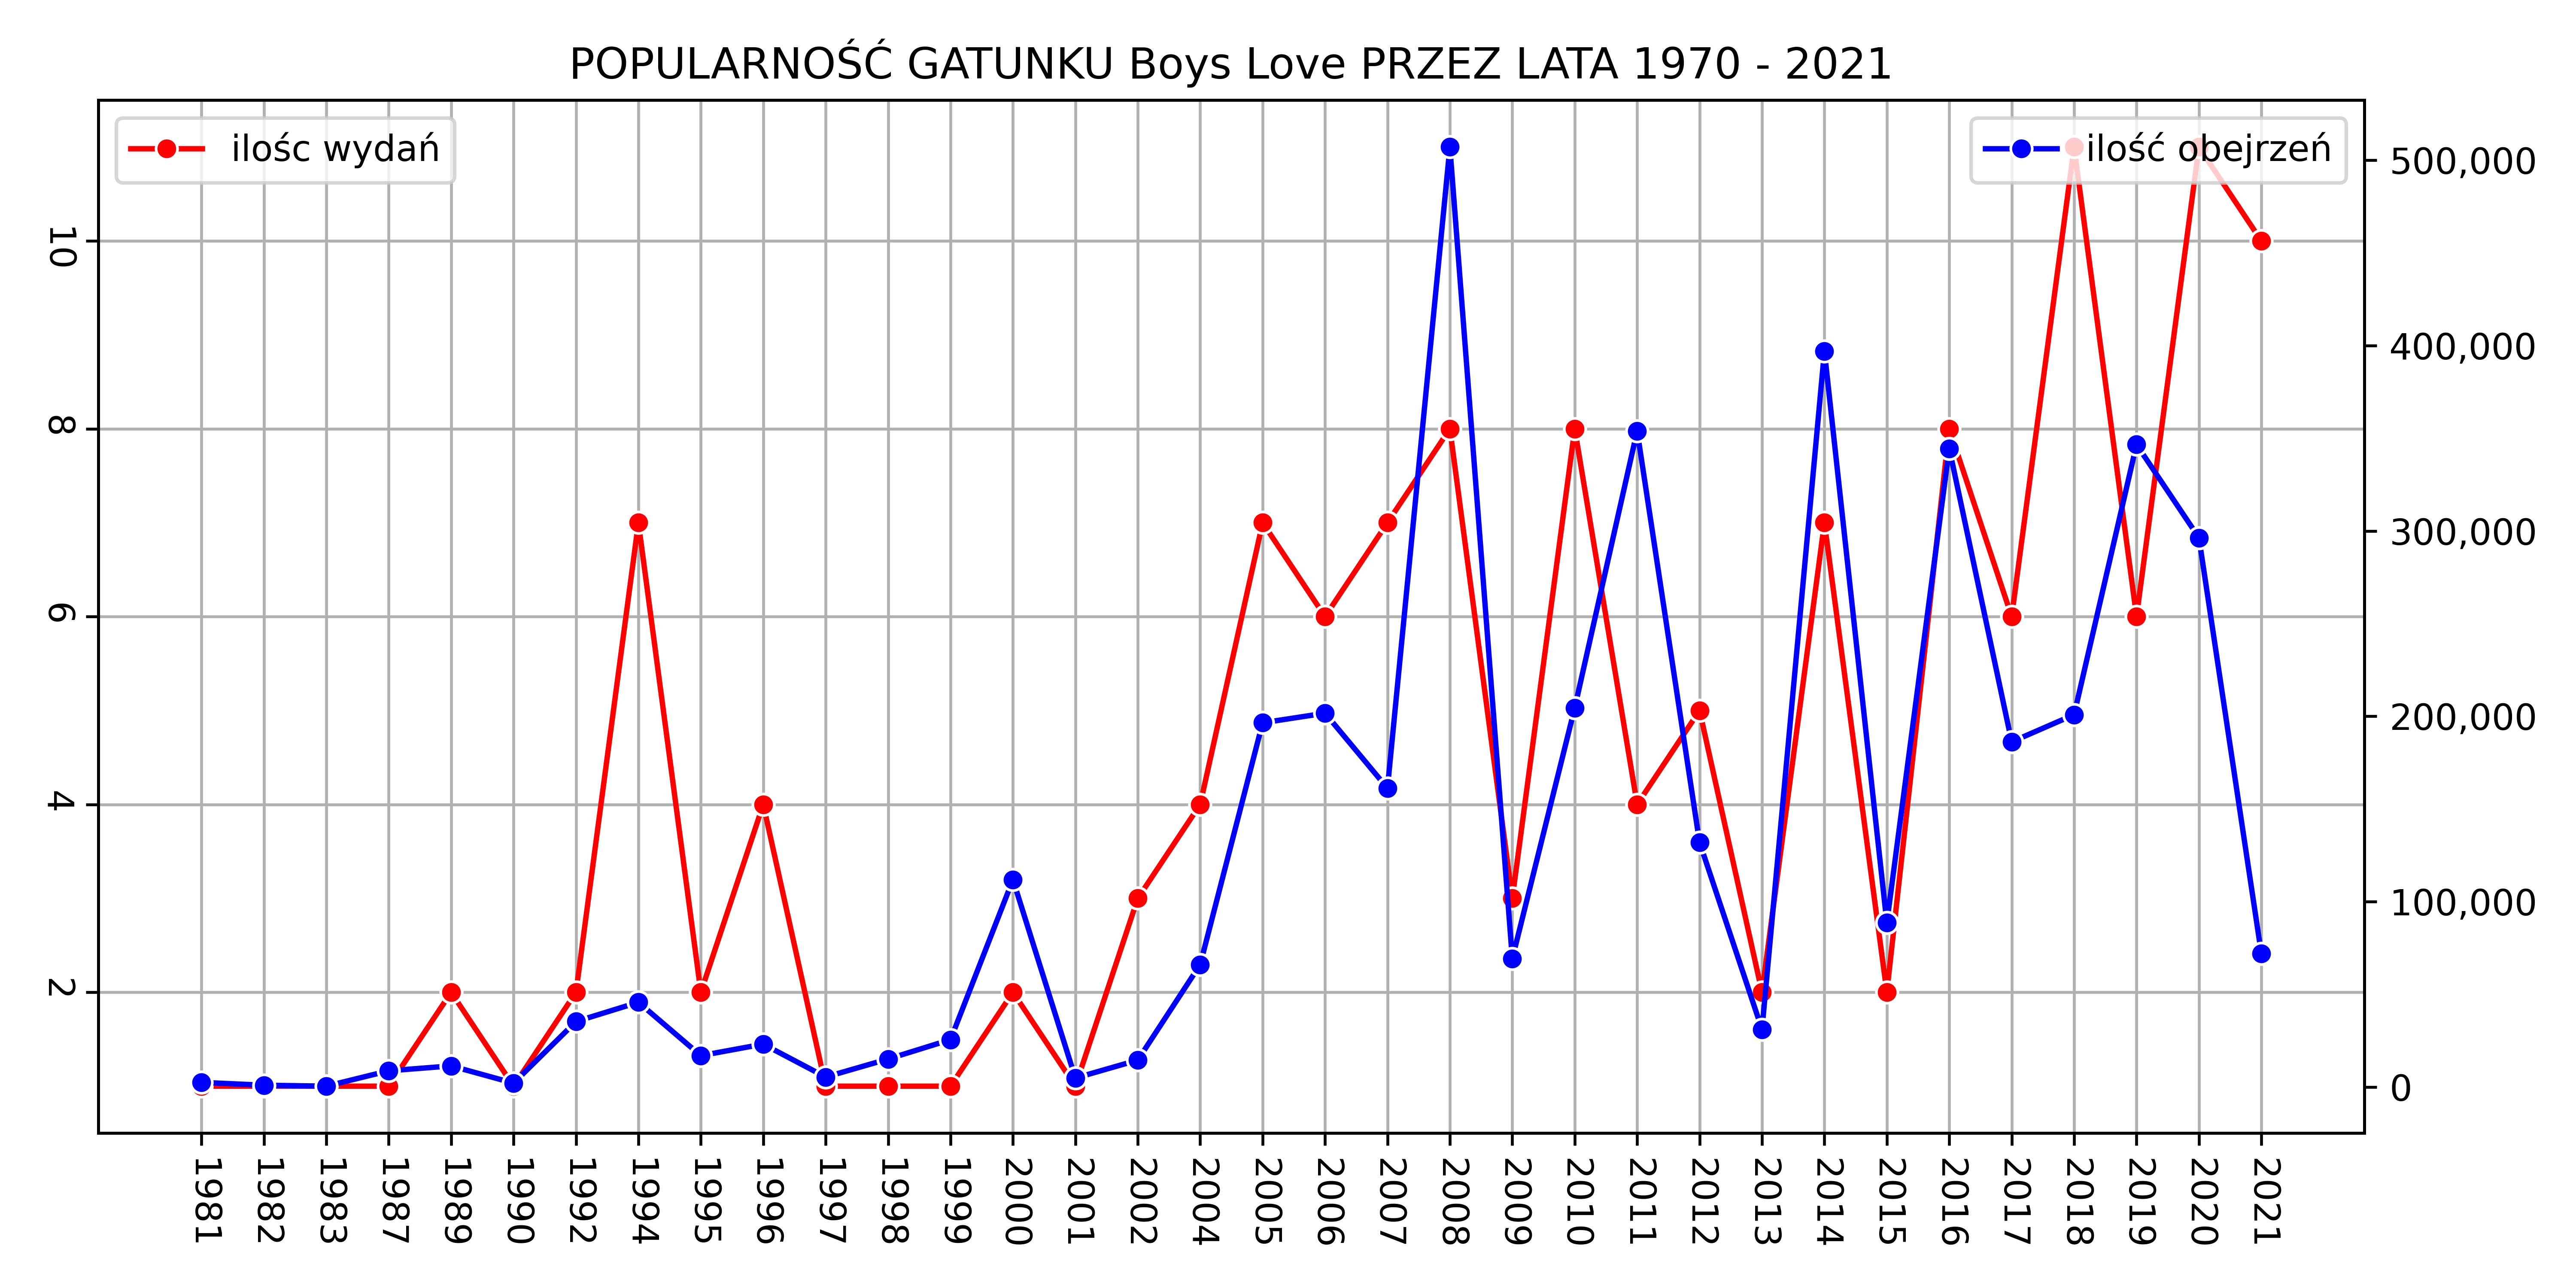 POPULARNOŚĆ GATUNKU Boys Love PRZEZ LATA 1970 - 2021
ilośc wydań
ilość obejrzeń
10
8
6
4
2
500,000
400,000
300,000
200,000
100,000
0
1981 1982 1983 1987 1989 1990 1992 1994 1995 1996 1997 1998 1999 2000 2001 2002 2004 2005 2006 2007 2008 2009 2010 2011 2012 2013 2014 2015 2016 2017 2018 2019 2020 2021